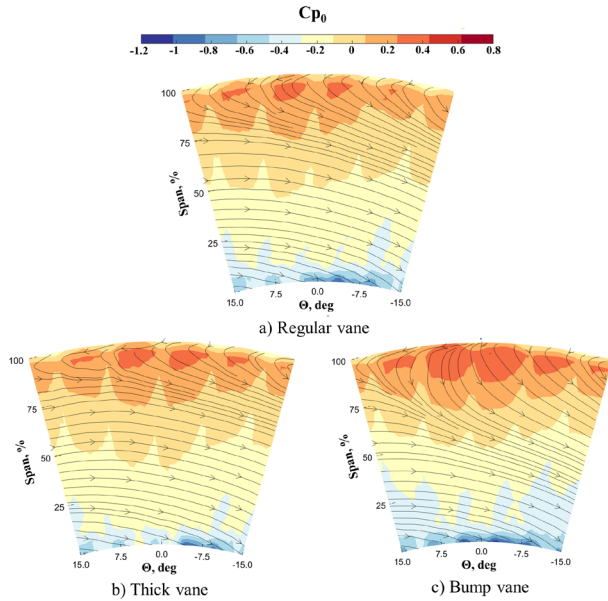 Cp0
-1.2 -1 -0.8 -0.6 -0.4 -0.2 0 0.2 0.4 0.6 0.8
100
75
50
25
Span, %
15.0 7.5 0.0 -7.5 -15.0
Θ, deg
a) Regular vane
100
75
50
25
Span, %
15.0 7.5 0.0 -7.5 -15.0
Θ, deg
b) Thick vane
100
75
50
25
Span, %
15.0 7.5 0.0 -7.5 -15.0
Θ, deg
c) Bump vane